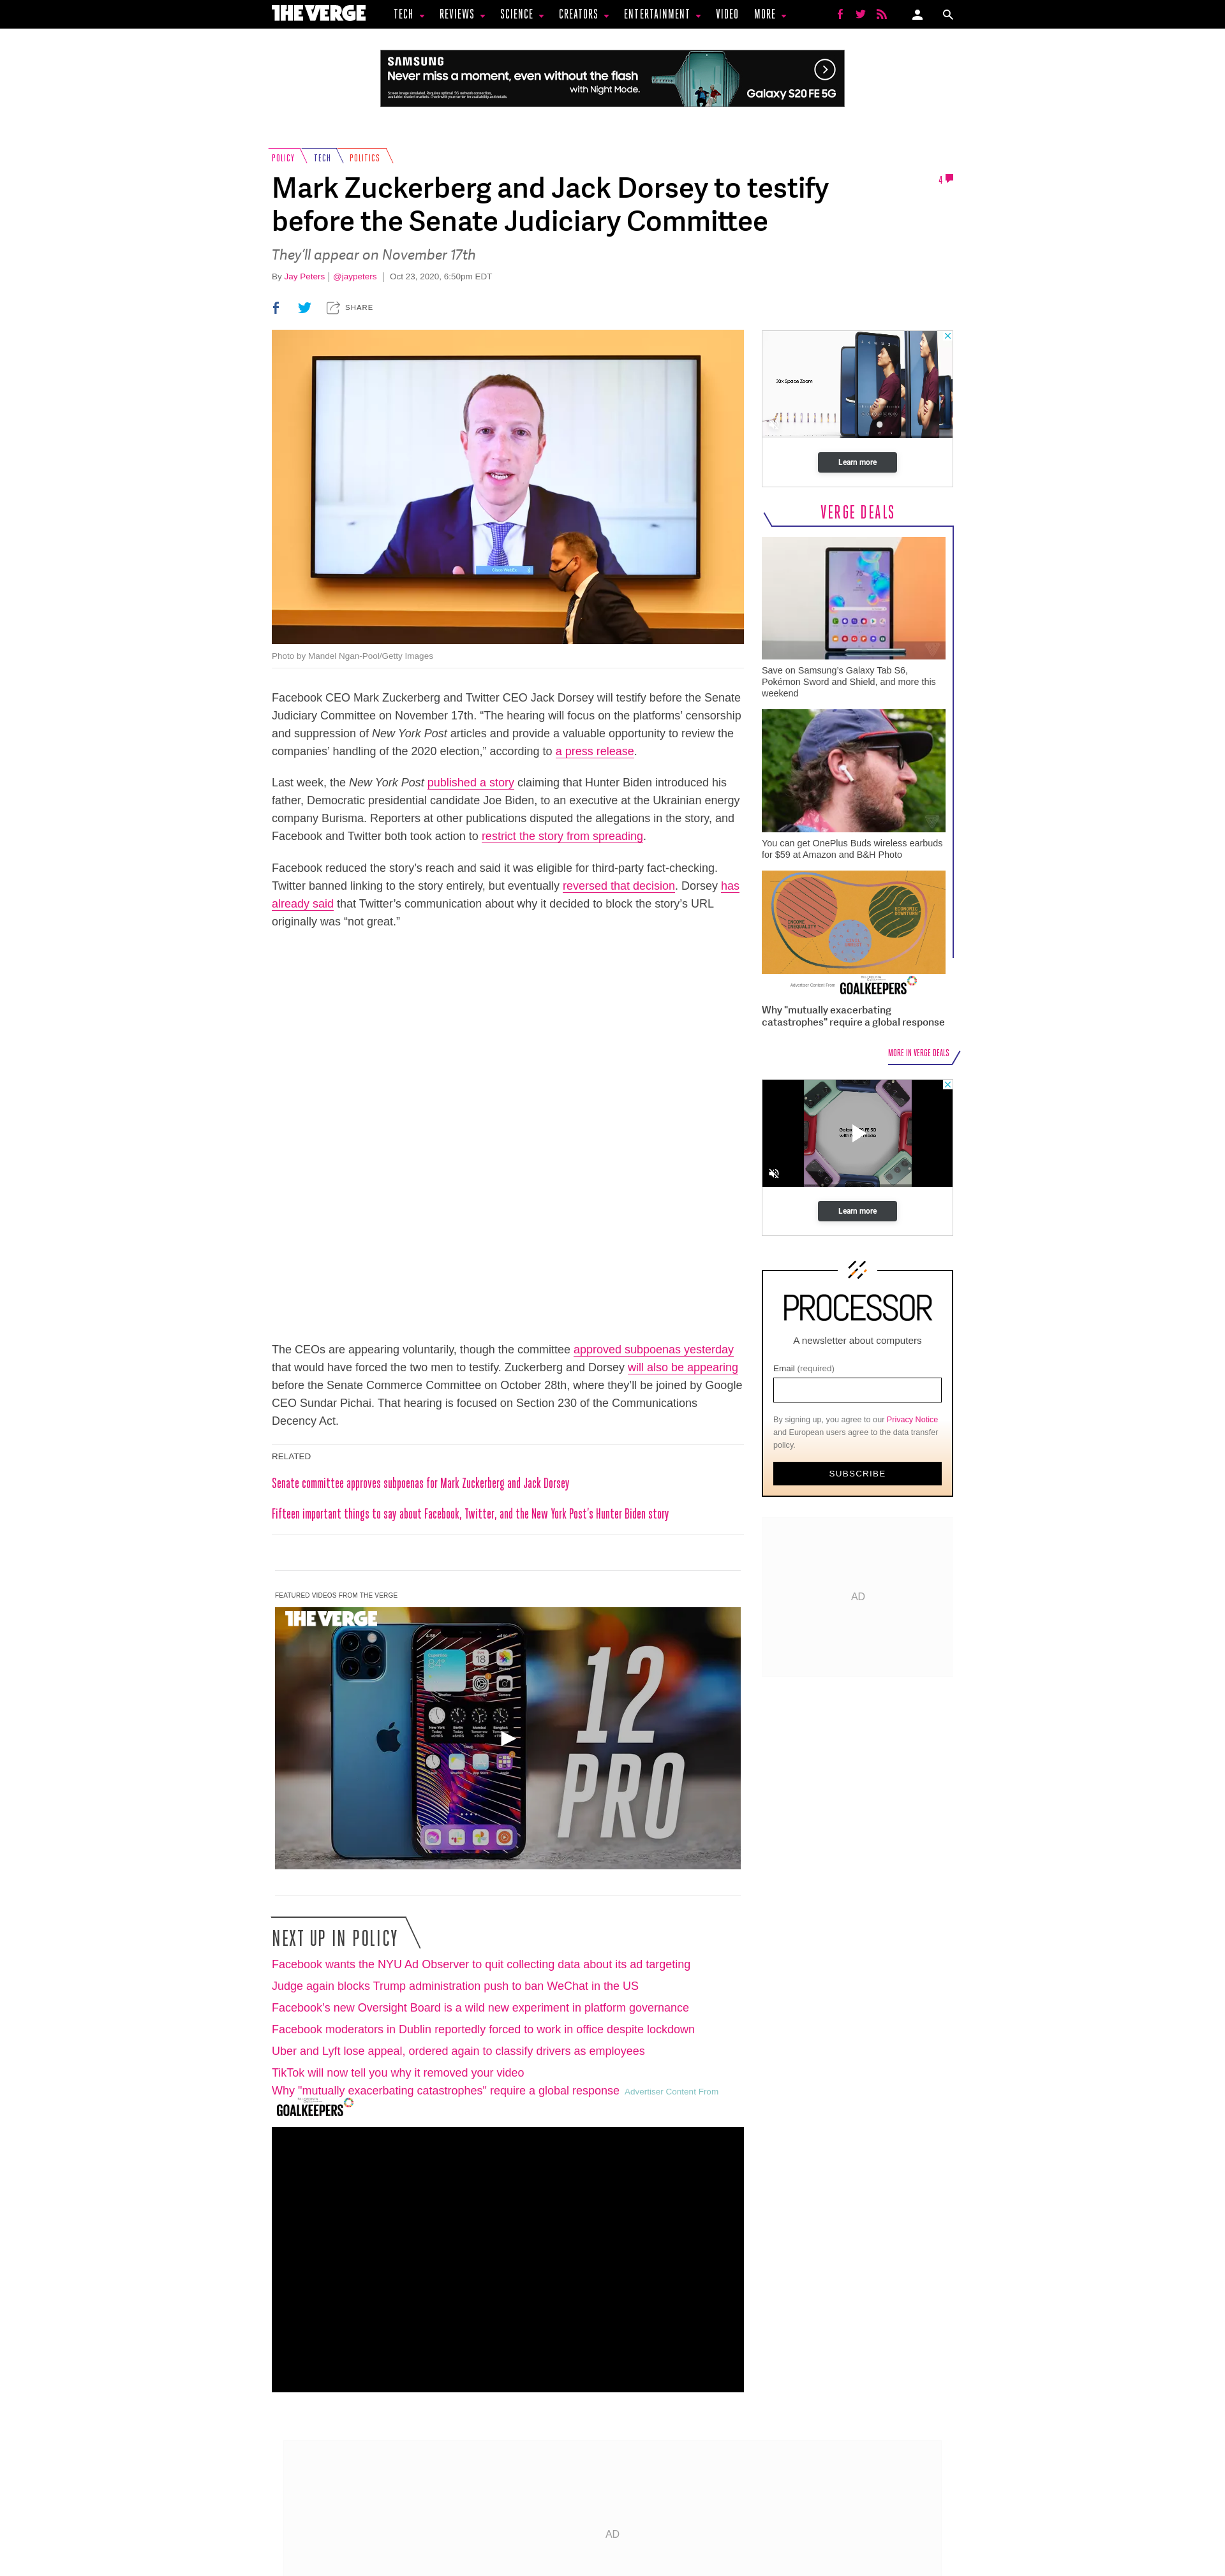 THE VERGE
TECH REVIEWS SCIENCE CREATORS ENTERTAINMENT VIDEO MORE
SAMSUNG
Never miss a moment, even without the flash
with Night Mode.
Galaxy S20 FE 5G
POLICY TECH POLITICS
Mark Zuckerberg and Jack Dorsey to testify
before the Senate Judiciary Committee
4
They’ll appear on November 17th
By Jay Peters | @jaypeters | Oct 23, 2020, 6:50pm EDT
SHARE
Photo by Mandel Ngan-Pool/Getty Images
Facebook CEO Mark Zuckerberg and Twitter CEO Jack Dorsey will testify before the Senate
Judiciary Committee on November 17th. “The hearing will focus on the platforms’ censorship
and suppression of New York Post articles and provide a valuable opportunity to review the
companies’ handling of the 2020 election,” according to a press release.
Last week, the New York Post published a story claiming that Hunter Biden introduced his
father, Democratic presidential candidate Joe Biden, to an executive at the Ukrainian energy
company Burisma. Reporters at other publications disputed the allegations in the story, and
Facebook and Twitter both took action to restrict the story from spreading.
Facebook reduced the story’s reach and said it was eligible for third-party fact-checking.
Twitter banned linking to the story entirely, but eventually reversed that decision. Dorsey has
already said that Twitter’s communication about why it decided to block the story’s URL
originally was “not great.”
The CEOs are appearing voluntarily, though the committee approved subpoenas yesterday
that would have forced the two men to testify. Zuckerberg and Dorsey will also be appearing
before the Senate Commerce Committee on October 28th, where they’ll be joined by Google
CEO Sundar Pichai. That hearing is focused on Section 230 of the Communications
Decency Act.
RELATED
Senate committee approves subpoenas for Mark Zuckerberg and Jack Dorsey
Fifteen important things to say about Facebook, Twitter, and the New York Post’s Hunter Biden story
FEATURED VIDEOS FROM THE VERGE
THE VERGE
12
PRO
NEXT UP IN POLICY
Facebook wants the NYU Ad Observer to quit collecting data about its ad targeting
Judge again blocks Trump administration push to ban WeChat in the US
Facebook’s new Oversight Board is a wild new experiment in platform governance
Facebook moderators in Dublin reportedly forced to work in office despite lockdown
Uber and Lyft lose appeal, ordered again to classify drivers as employees
TikTok will now tell you why it removed your video
Why "mutually exacerbating catastrophes" require a global response Advertiser Content From
GOALKEEPERS
30x Space Zoom
Learn more
VERGE DEALS
Save on Samsung’s Galaxy Tab S6,
Pokémon Sword and Shield, and more this
weekend
You can get OnePlus Buds wireless earbuds
for $59 at Amazon and B&H Photo
INCOME
INEQUALITY
ECONOMIC
DOWNTURN
Advertiser Content From GOALKEEPERS
Why "mutually exacerbating
catastrophes" require a global response
MORE IN VERGE DEALS
Learn more
PROCESSOR
A newsletter about computers
Email (required)
By signing up, you agree to our Privacy Notice
and European users agree to the data transfer
policy.
SUBSCRIBE
AD
AD